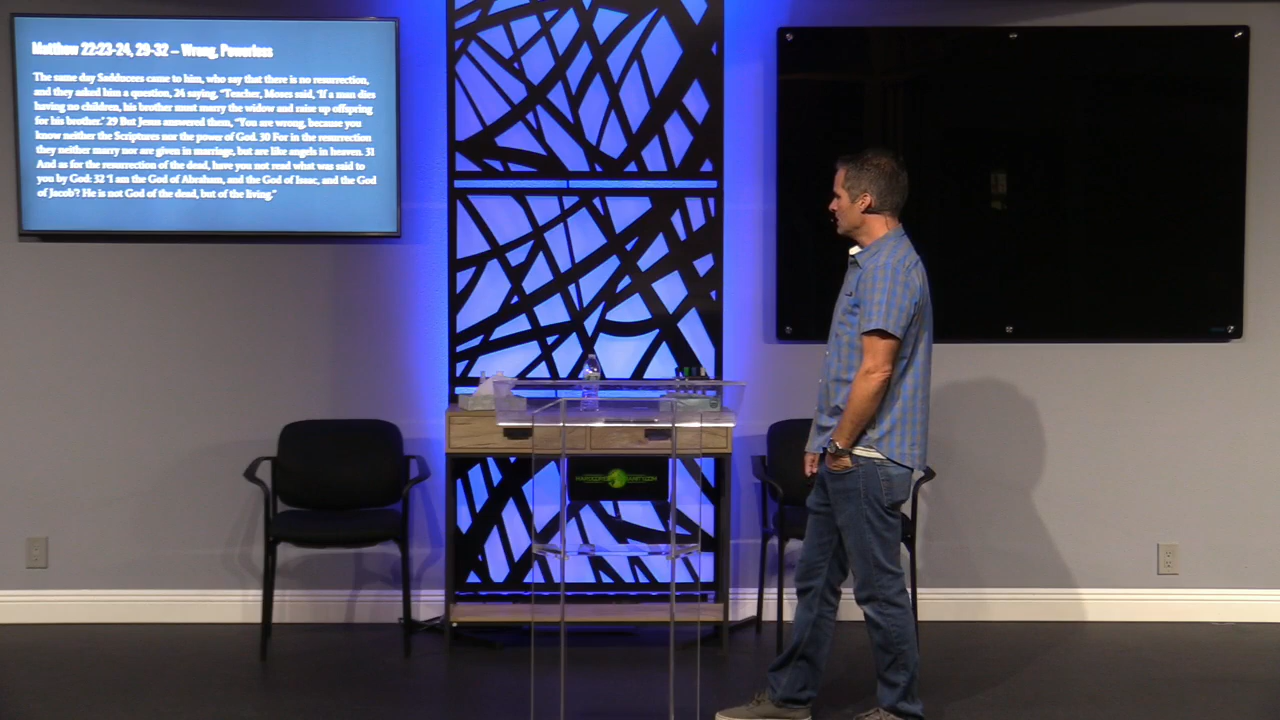 Matthew 22:23-24, 29-32 – Wrong, Powerless
The same day Sadducees came to him, who say that there is no resurrection,
and they asked him a question, 24 saying, "Teacher, Moses said, 'If a man dies
having no children, his brother must marry the widow and raise up offspring
for his brother.' 29 But Jesus answered them, "You are wrong, because you
know neither the Scriptures nor the power of God. 30 For in the resurrection
they neither marry nor are given in marriage, but are like angels in heaven. 31
And as for the resurrection of the dead, have you not read what was said to
you by God: 32 'I am the God of Abraham, and the God of Isaac, and the God
of Jacob'? He is not God of the dead, but of the living."